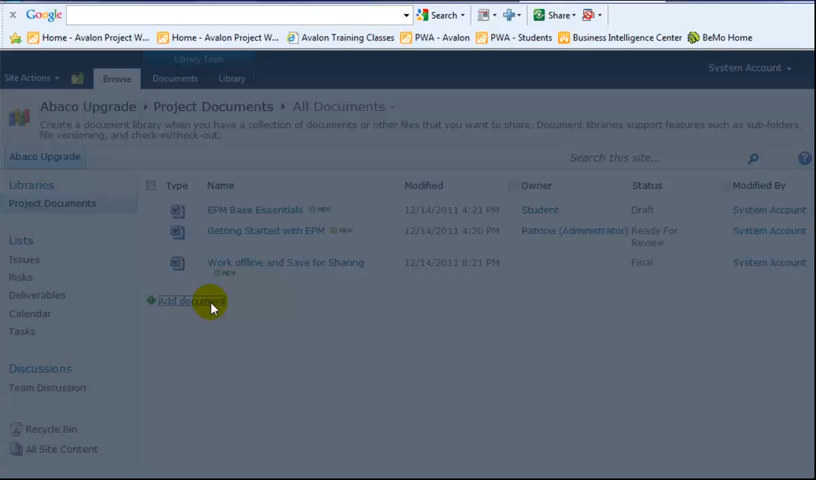 x Google Search Share
Home - Avalon Project W... Home - Avalon Project W... Avalon Training Classes PWA - Avalon PWA - Students Business Intelligence Center BeMo Home
Library Tools
Site Actions Browse Documents Library System Account
Abaco Upgrade Project Documents All Documents
Create a document library when you have a collection of documents or other files that you want to share. Document libraries support features such as sub-folders,
file versioning, and check-in/check-out.
Abaco Upgrade Search this site... ?
Libraries Type Name Modified Owner Status Modified By
Project Documents
EPM Base Essentials NEW 12/14/2011 4:21 PM Student Draft System Account
Getting Started with EPM NEW 12/14/2011 4:20 PM Patricia (Administrator) Ready For
Review System Account
Work offline and Save for Sharing
NEW 12/14/2011 6:21 PM Final System Account
Add document
Lists
Issues
Risks
Deliverables
Calendar
Tasks
Discussions
Team Discussion
Recycle Bin
All Site Content